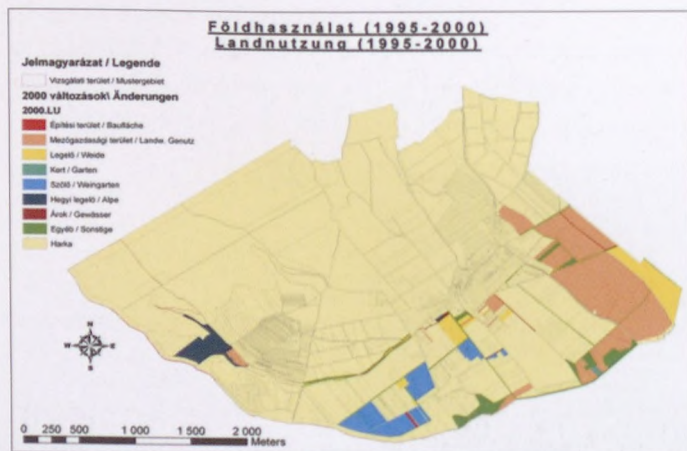 Földhasználat (1995-2000)
Landnutzung (1995-2000)
Jelmagyarázat / Legende
Vizsgálati terület / Mustergebiet
2000 változások\ Änderungen
2000.LU
Építési terület / Baufläche
Mezőgazdasági terület / Landw. Genutz
Legelő / Weide
Kert / Garten
Szőlő / Weingarten
Hegyi legelő / Alpe
Árok / Gewässer
Egyéb / Sonstige
Harka
N
W E
S
0 250 500 1 000 1 500 2 000
Meters